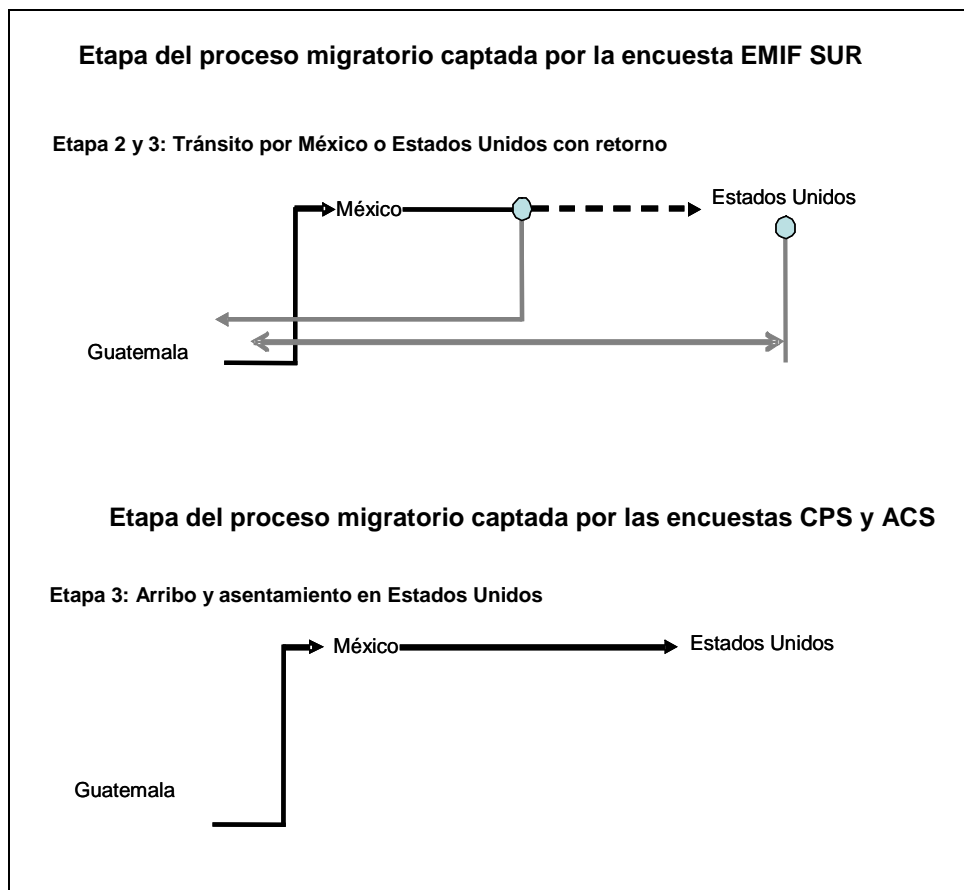 Etapa del proceso migratorio captada por la encuesta EMIF SUR
Etapa 2 y 3: Tránsito por México o Estados Unidos con retorno
México
Estados Unidos
Guatemala
Etapa del proceso migratorio captada por las encuestas CPS y ACS
Etapa 3: Arribo y asentamiento en Estados Unidos
México
Estados Unidos
Guatemala